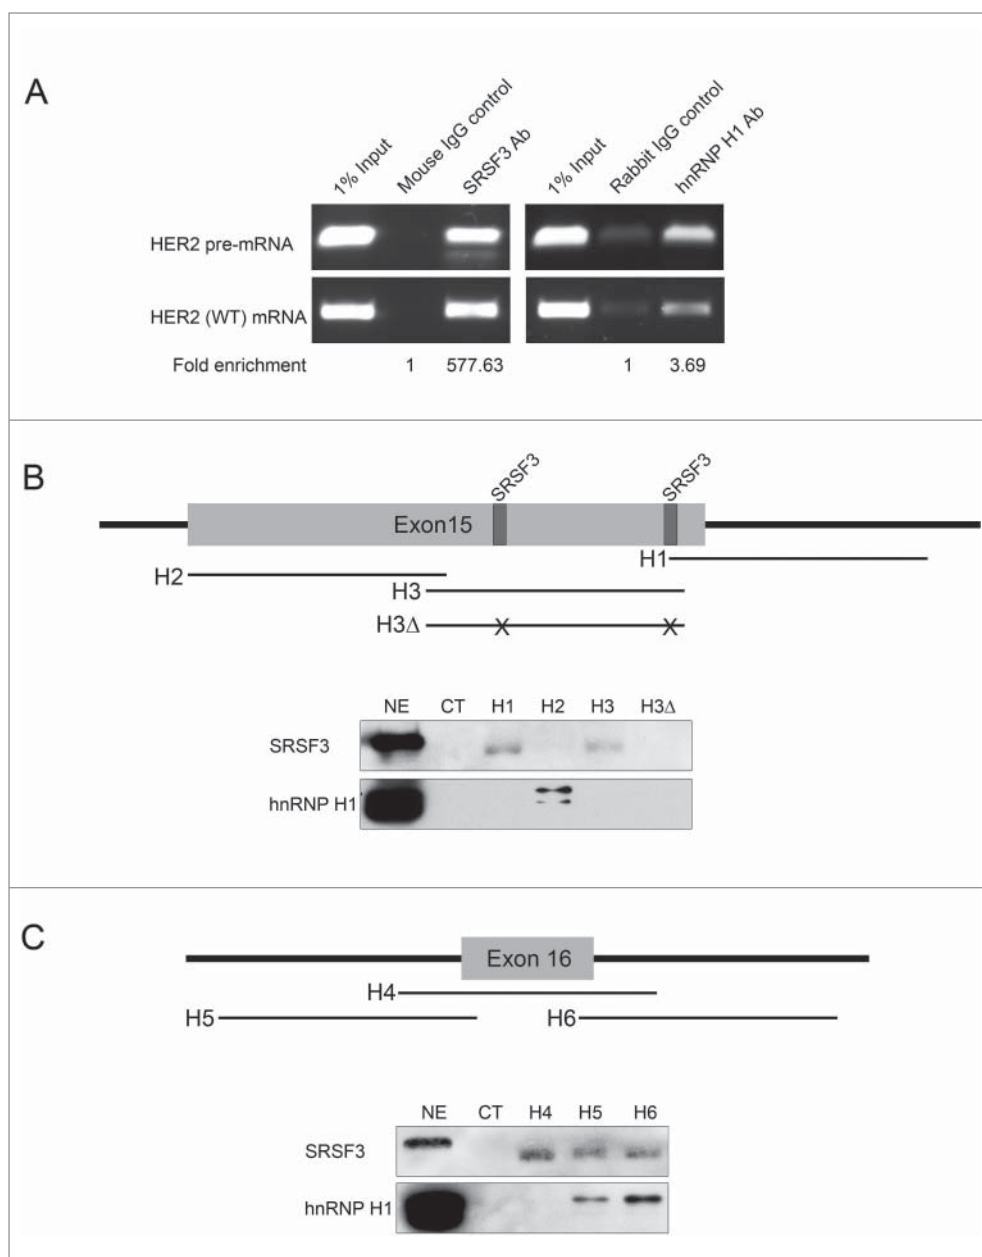 A
1% Input
Mouse IgG control
SRSF3 Ab
1% Input
Rabbit IgG control
hnRNP H1 Ab
HER2 pre-mRNA
HER2 (WT) mRNA
Fold enrichment 1 577.63 1 3.69
B
SRSF3
SRSF3
Exon15
H1
H2
H3
H3Δ
X X
NE CT H1 H2 H3 H3Δ
SRSF3
hnRNP H1
C
Exon 16
H4
H5
H6
NE CT H4 H5 H6
SRSF3
hnRNP H1